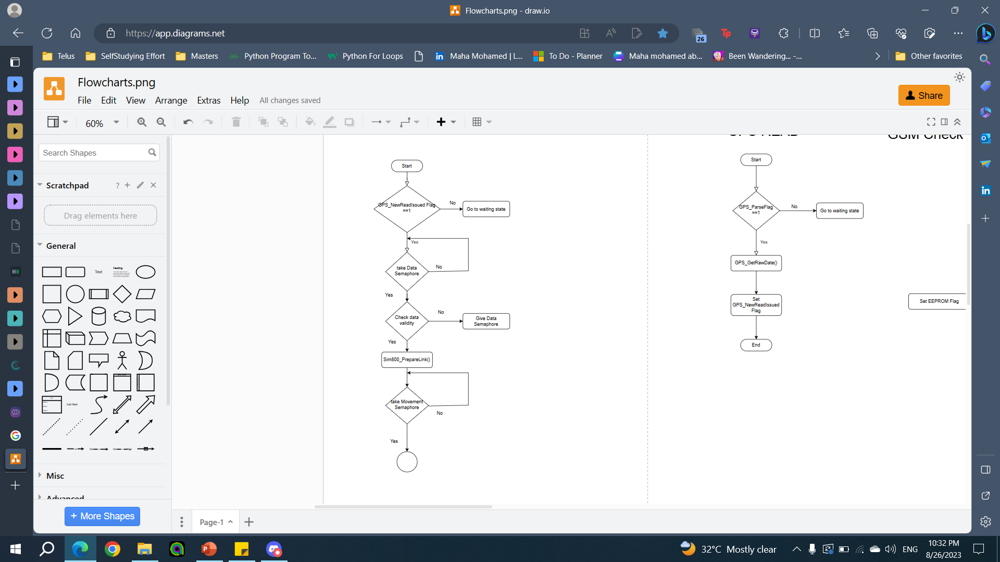 Flowcharts.png - draw.io
https://app.diagrams.net
26
Telus
SelfStudying Effort
Masters
Python Program To...
Python For Loops
Maha Mohamed | L...
To Do - Planner
Maha mohamed ab...
Been Wandering... -...
Other favorites
Flowcharts.png
File
Edit
View
Arrange
Extras
Help
All changes saved
Share
60%
Search Shapes
Scratchpad
Drag elements here
General
Text
Heading
List Item
Misc
Advanced
+ More Shapes
GPS READ
GSM Check
Start
GPS_NewReadIssued Flag
==1
No
Go to waiting state
Yes
take Data
Semaphore
No
Yes
Check data
validity
No
Give Data
Semaphore
Yes
Sim800_PrepareLink()
take Movement
Semaphore
No
Yes
Start
GPS_ParseFlag
==1
No
Go to waiting state
Yes
GPS_GetRawDate()
Set
GPS_NewReadIssued
Flag
End
Set EEPROM Flag
Page-1
32°C Mostly clear
ENG
10:32 PM
8/26/2023